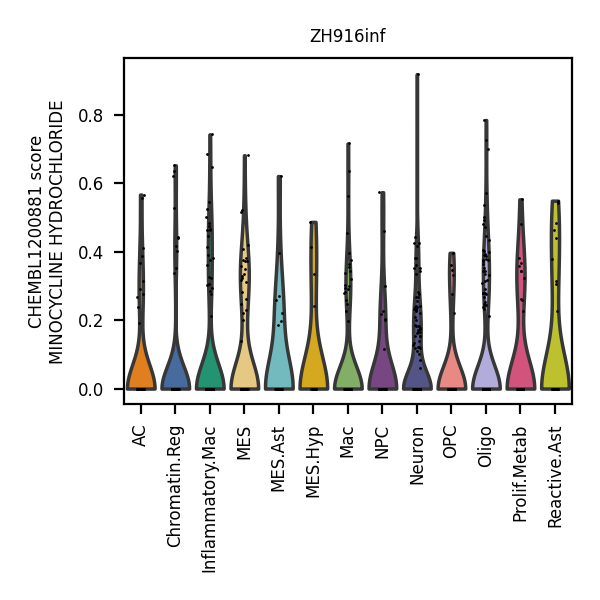 ZH916inf
CHEMBL1200881 score
MINOCYCLINE HYDROCHLORIDE
0.8
0.6
0.4
0.2
0.0
AC
Chromatin.Reg
Inflammatory.Mac
MES
MES.Ast
MES.Hyp
Mac
NPC
Neuron
OPC
Oligo
Prolif.Metab
Reactive.Ast